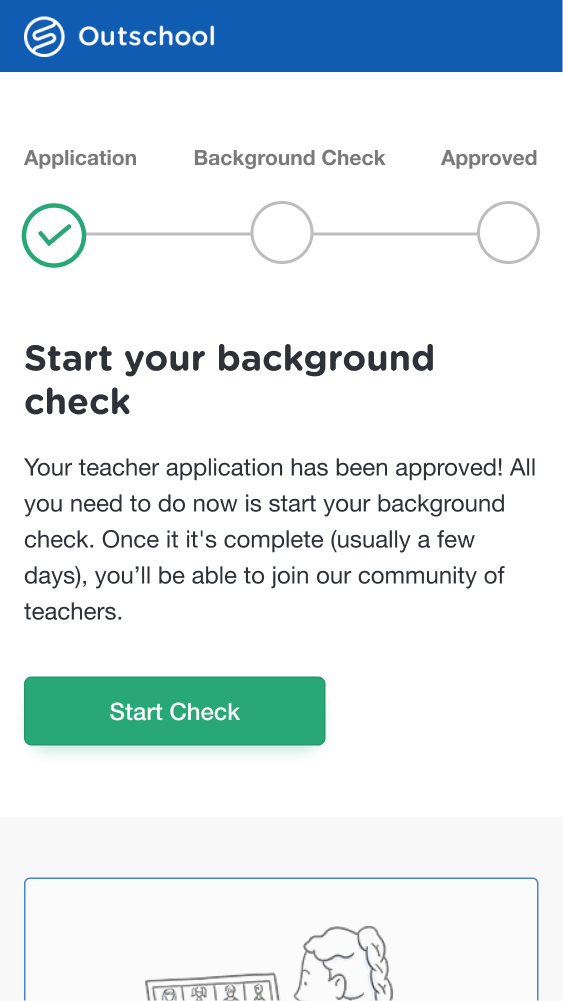 Outschool
Application Background Check Approved
Start your background
check
Your teacher application has been approved! All
you need to do now is start your background
check. Once it it's complete (usually a few
days), you’ll be able to join our community of
teachers.
Start Check